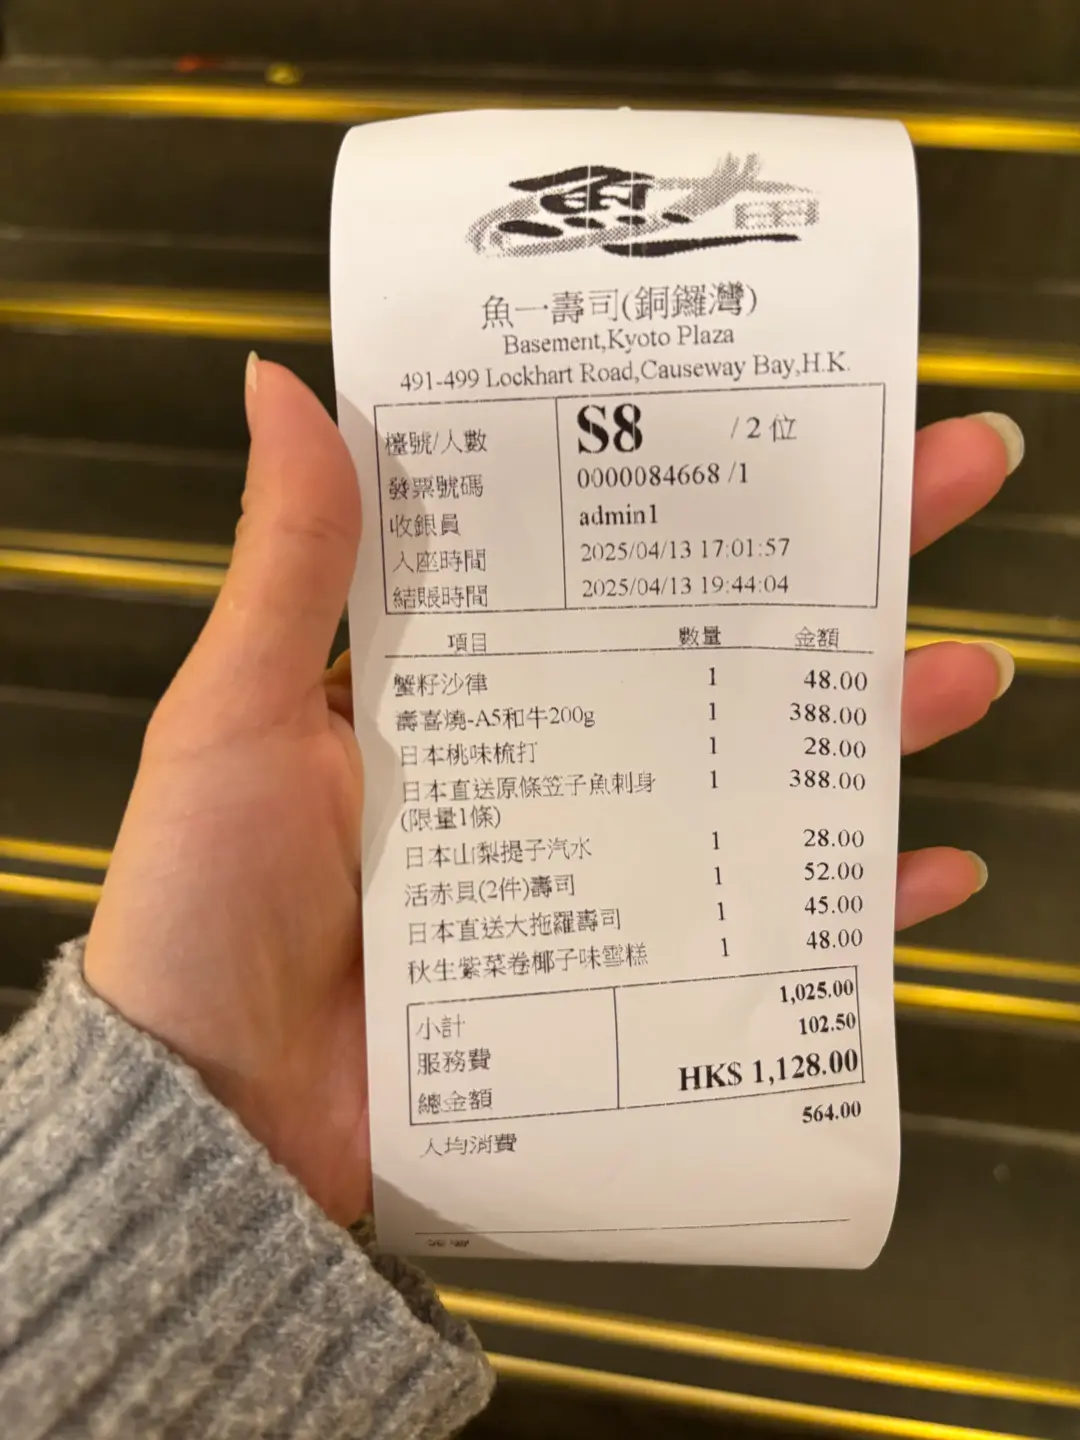 魚一
魚一壽司(銅鑼灣)
Basement,Kyoto Plaza
491-499 Lockhart Road,Causeway Bay,H.K.
檯號/人數 S8 /2 位
發票號碼 0000084668 /1
收銀員 admin1
入座時間 2025/04/13 17:01:57
結賬時間 2025/04/13 19:44:04
項目 數量 金額
蟹籽沙律 1 48.00
壽喜燒-A5和牛200g 1 388.00
日本桃味梳打 1 28.00
日本直送原條笠子魚刺身 1 388.00
(限量1條)
日本山梨提子汽水 1 28.00
活赤貝(2件)壽司 1 52.00
日本直送大拖羅壽司 1 45.00
秋生紫菜卷椰子味雪糕 1 48.00
小計 1,025.00
服務費 102.50
總金額 HK$ 1,128.00
人均消費 564.00